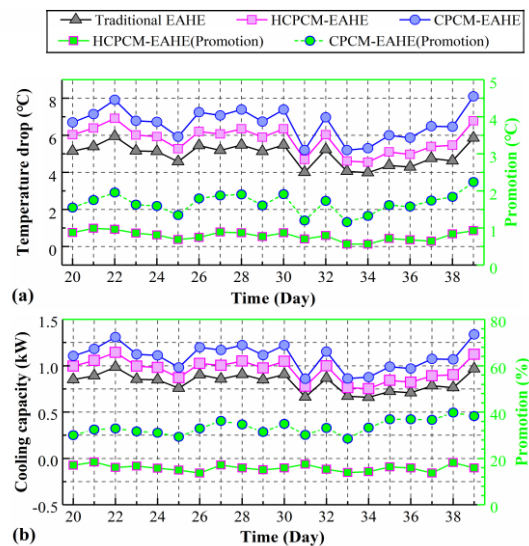 Traditional EAHE HCPCM-EAHE CPCM-EAHE
HCPCM-EAHE(Promotion) CPCM-EAHE(Promotion)
Temperature drop (℃)
8
6
4
2
0
5
4
3
2
1
0
Promotion (℃)
20 22 24 26 28 30 32 34 36 38
(a)
Time (Day)
Cooling capacity (kW)
1.5
1.0
0.5
0.0
-0.5
80
60
40
20
0
Promotion (%)
20 22 24 26 28 30 32 34 36 38
(b)
Time (Day)